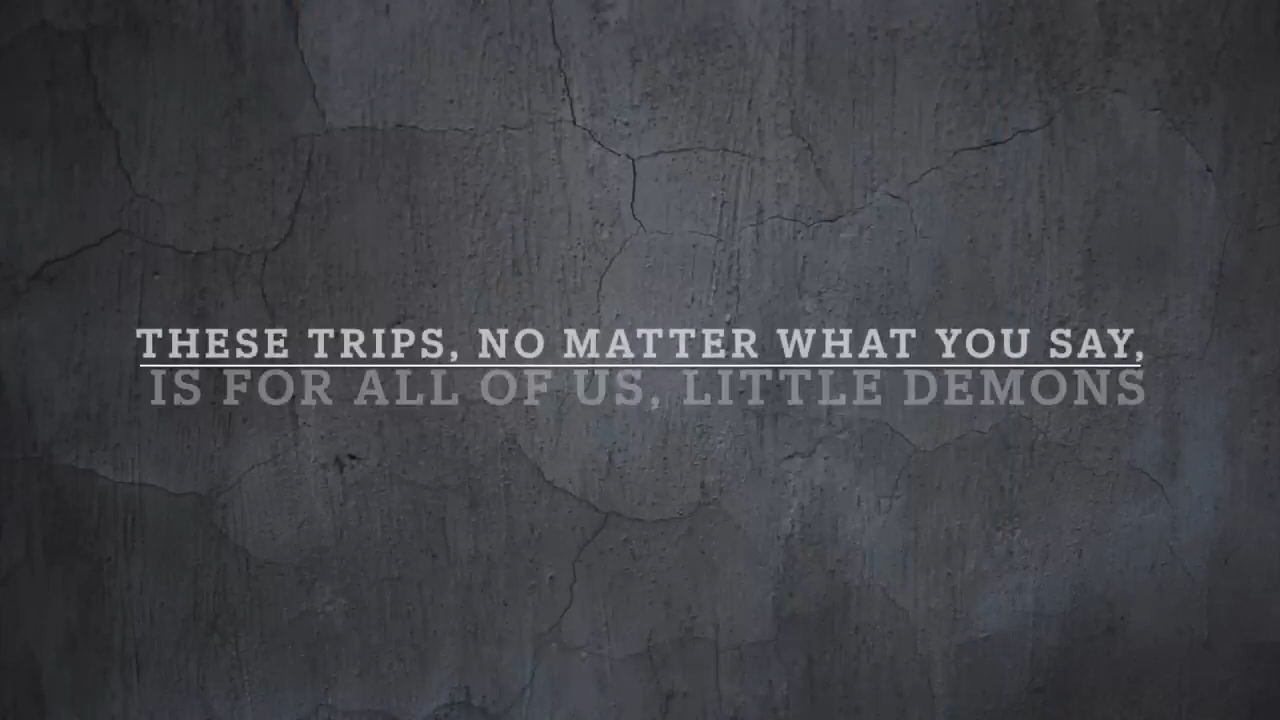 THESE TRIPS, NO MATTER WHAT YOU SAY,
IS FOR ALL OF US, LITTLE DEMONS